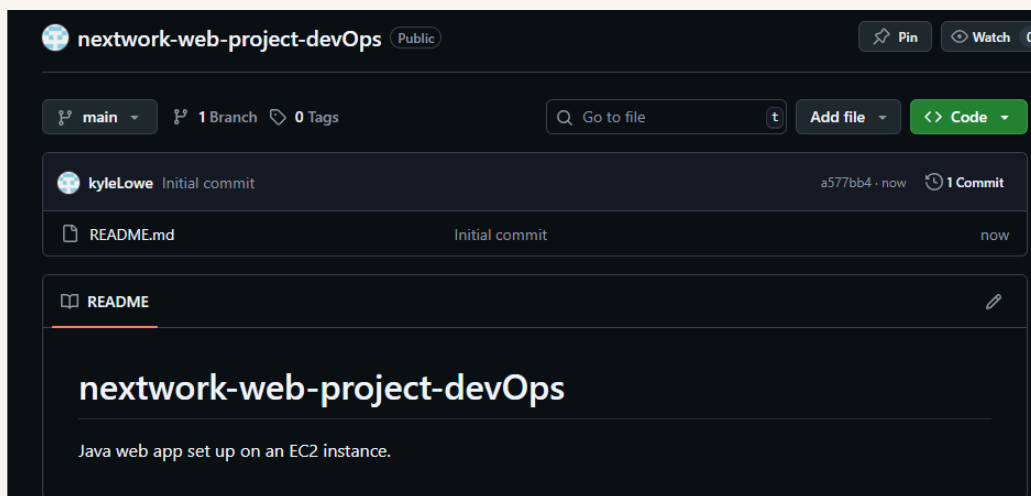 nextwork-web-project-devOps Public Pin Watch 0
main 1 Branch 0 Tags Go to file t Add file <> Code
kyleLowe Initial commit a577bb4 · now 1 Commit
README.md Initial commit now
README
nextwork-web-project-devOps
Java web app set up on an EC2 instance.